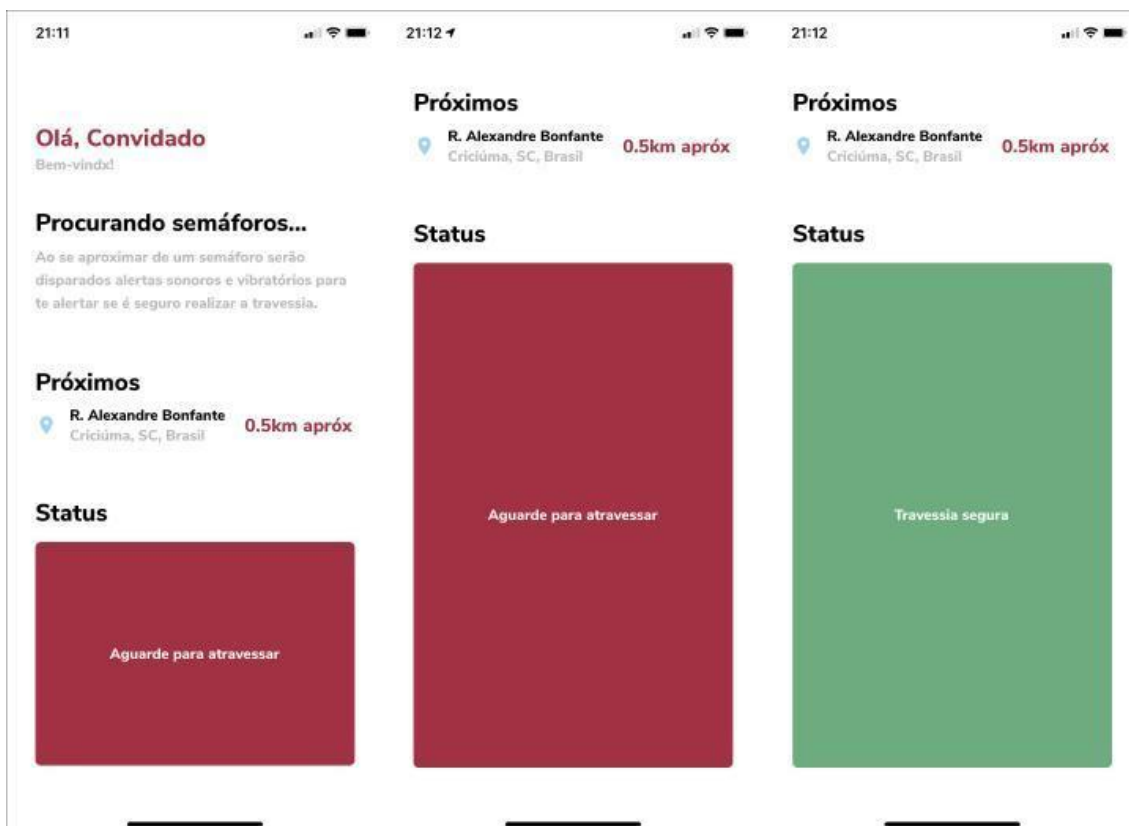 21:11
Olá, Convidado
Bem-vindx!
Procurando semáforos...
Ao se aproximar de um semáforo serão
disparados alertas sonoros e vibratórios para
te alertar se é seguro realizar a travessia.
Próximos
R. Alexandre Bonfante
Criciúma, SC, Brasil
0.5km apróx
Status
Aguarde para atravessar
21:12
Próximos
R. Alexandre Bonfante
Criciúma, SC, Brasil
0.5km apróx
Status
Aguarde para atravessar
21:12
Próximos
R. Alexandre Bonfante
Criciúma, SC, Brasil
0.5km apróx
Status
Travessia segura